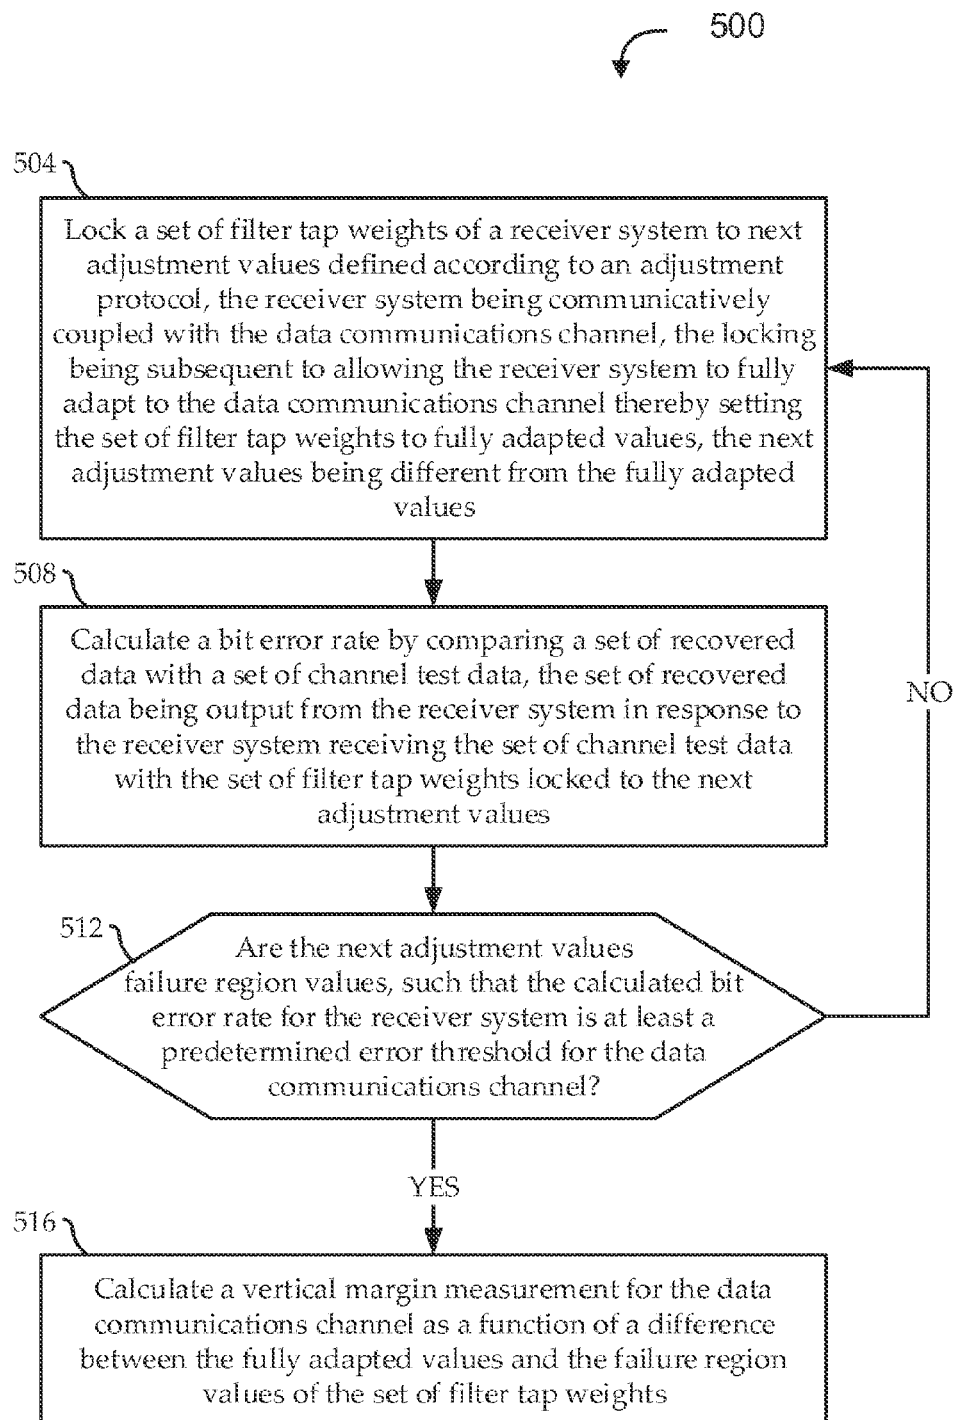 500
504
Lock a set of filter tap weights of a receiver system to next
adjustment values defined according to an adjustment
protocol, the receiver system being communicatively
coupled with the data communications channel, the locking
being subsequent to allowing the receiver system to fully
adapt to the data communications channel thereby setting
the set of filter tap weights to fully adapted values, the next
adjustment values being different from the fully adapted
values
508
Calculate a bit error rate by comparing a set of recovered
data with a set of channel test data, the set of recovered
data being output from the receiver system in response to
the receiver system receiving the set of channel test data
with the set of filter tap weights locked to the next
adjustment values
NO
512
Are the next adjustment values
failure region values, such that the calculated bit
error rate for the receiver system is at least a
predetermined error threshold for the data
communications channel?
YES
516
Calculate a vertical margin measurement for the data
communications channel as a function of a difference
between the fully adapted values and the failure region
values of the set of filter tap weights